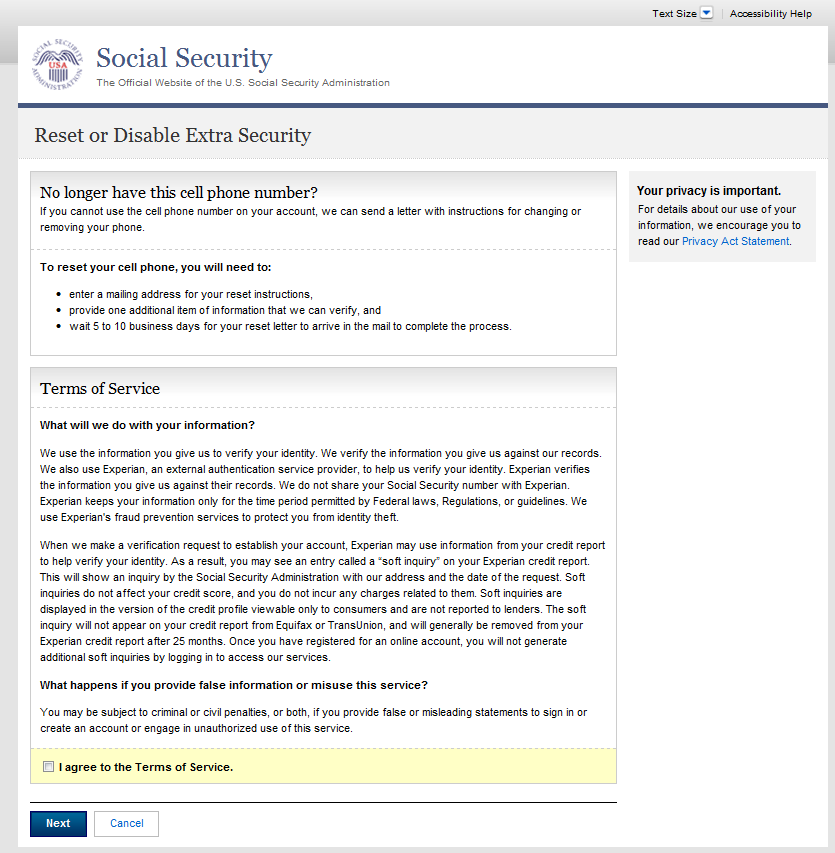 Text Size
Accessibility Help
SOCIAL SECURITY ADMINISTRATION
USA
Social Security
The Official Website of the U.S. Social Security Administration
Reset or Disable Extra Security
No longer have this cell phone number?
If you cannot use the cell phone number on your account, we can send a letter with instructions for changing or
removing your phone.
To reset your cell phone, you will need to:
• enter a mailing address for your reset instructions,
• provide one additional item of information that we can verify, and
• wait 5 to 10 business days for your reset letter to arrive in the mail to complete the process.
Your privacy is important.
For details about our use of your
information, we encourage you to
read our Privacy Act Statement.
Terms of Service
What will we do with your information?
We use the information you give us to verify your identity. We verify the information you give us against our records.
We also use Experian, an external authentication service provider, to help us verify your identity. Experian verifies
the information you give us against their records. We do not share your Social Security number with Experian.
Experian keeps your information only for the time period permitted by Federal laws, Regulations, or guidelines. We
use Experian's fraud prevention services to protect you from identity theft.
When we make a verification request to establish your account, Experian may use information from your credit report
to help verify your identity. As a result, you may see an entry called a “soft inquiry” on your Experian credit report.
This will show an inquiry by the Social Security Administration with our address and the date of the request. Soft
inquiries do not affect your credit score, and you do not incur any charges related to them. Soft inquiries are
displayed in the version of the credit profile viewable only to consumers and are not reported to lenders. The soft
inquiry will not appear on your credit report from Equifax or TransUnion, and will generally be removed from your
Experian credit report after 25 months. Once you have registered for an online account, you will not generate
additional soft inquiries by logging in to access our services.
What happens if you provide false information or misuse this service?
You may be subject to criminal or civil penalties, or both, if you provide false or misleading statements to sign in or
create an account or engage in unauthorized use of this service.
I agree to the Terms of Service.
Next
Cancel